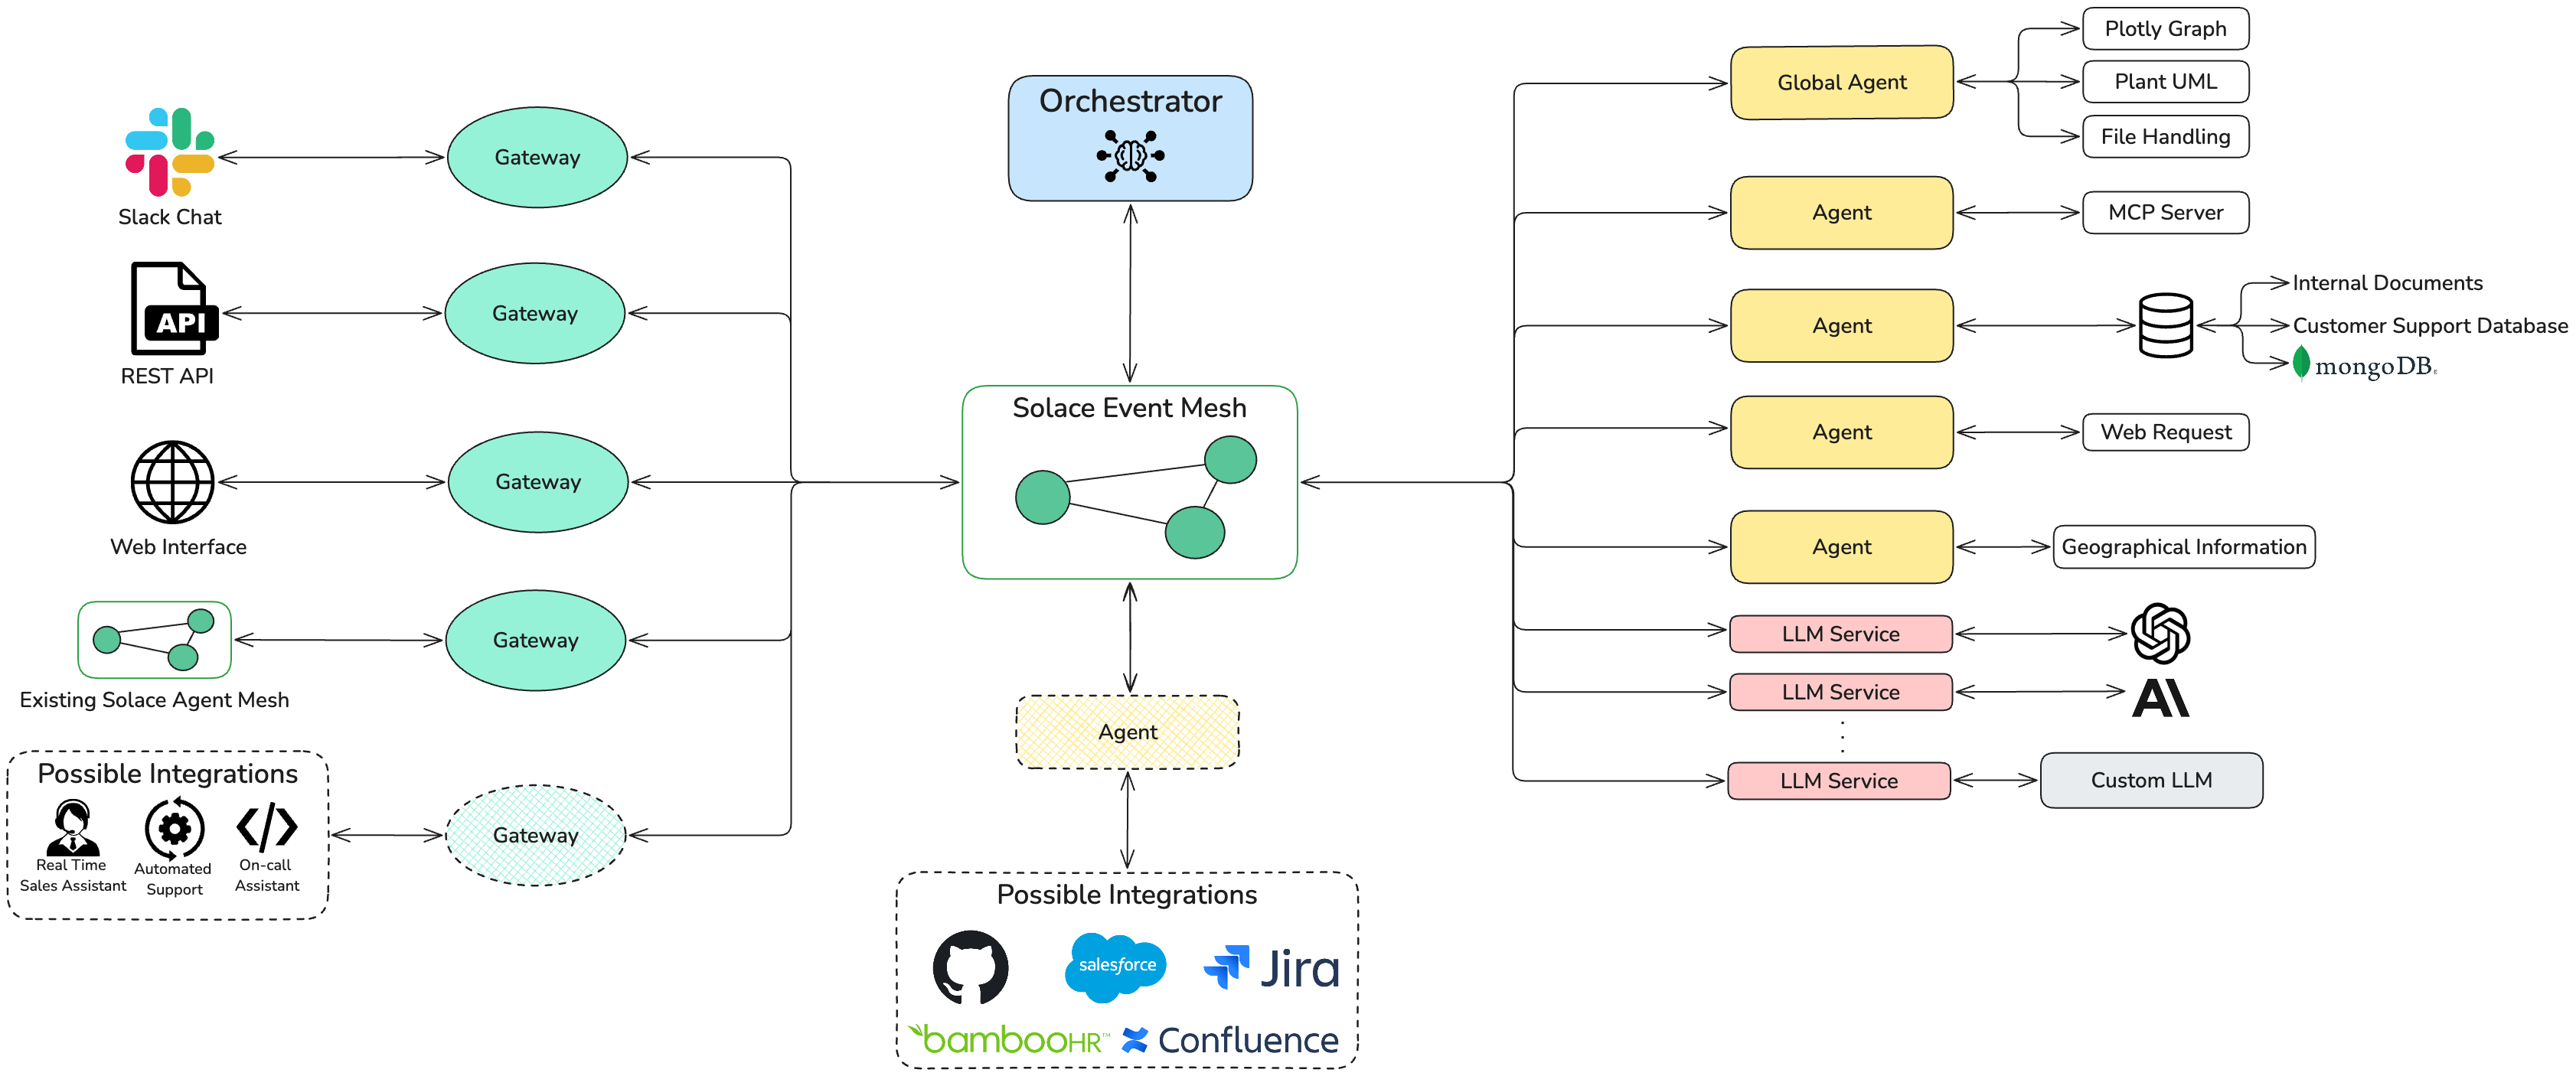 Slack Chat
API
REST API
Web Interface
Existing Solace Agent Mesh
Possible Integrations
Real Time
Sales Assistant
Automated
Support
On-call
Assistant
Gateway
Gateway
Gateway
Gateway
Gateway
Orchestrator
Solace Event Mesh
Agent
Possible Integrations
salesforce
Jira
bambooHR™
Confluence
Global Agent
Plotly Graph
Plant UML
File Handling
Agent
MCP Server
Agent
Internal Documents
Customer Support Database
mongoDB
Agent
Web Request
Agent
Geographical Information
LLM Service
LLM Service
LLM Service
Custom LLM